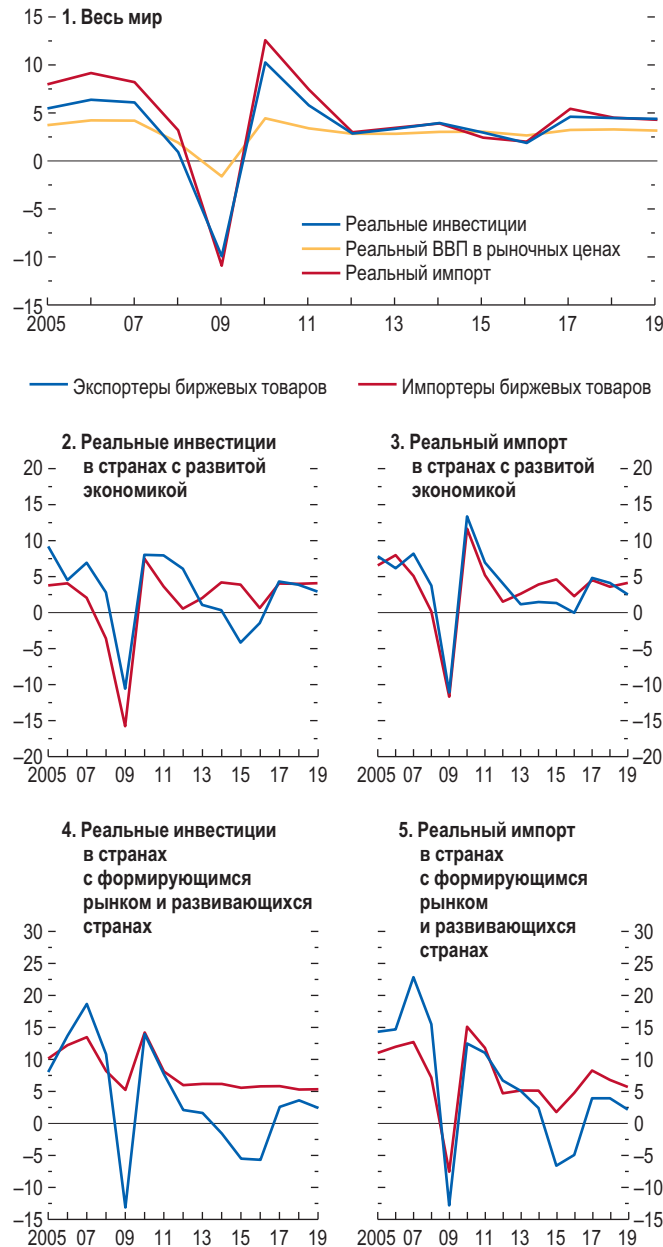 1. Весь мир
15
10
5
0
–5
–10
–15
Реальные инвестиции
Реальный ВВП в рыночных ценах
Реальный импорт
2005 07 09 11 13 15 17 19
Экспортеры биржевых товаров Импортеры биржевых товаров
2. Реальные инвестиции
в странах с развитой
экономикой
20
15
10
5
0
–5
–10
–15
–20
2005 07 09 11 13 15 17 19
3. Реальный импорт
в странах с развитой
экономикой
20
15
10
5
0
–5
–10
–15
–20
2005 07 09 11 13 15 17 19
4. Реальные инвестиции
в странах
с формирующимся
рынком и развивающихся
странах
30
25
20
15
10
5
0
–5
–10
–15
2005 07 09 11 13 15 17 19
5. Реальный импорт
в странах
с формирующимся
рынком
и развивающихся
странах
30
25
20
15
10
5
0
–5
–10
–15
2005 07 09 11 13 15 17 19